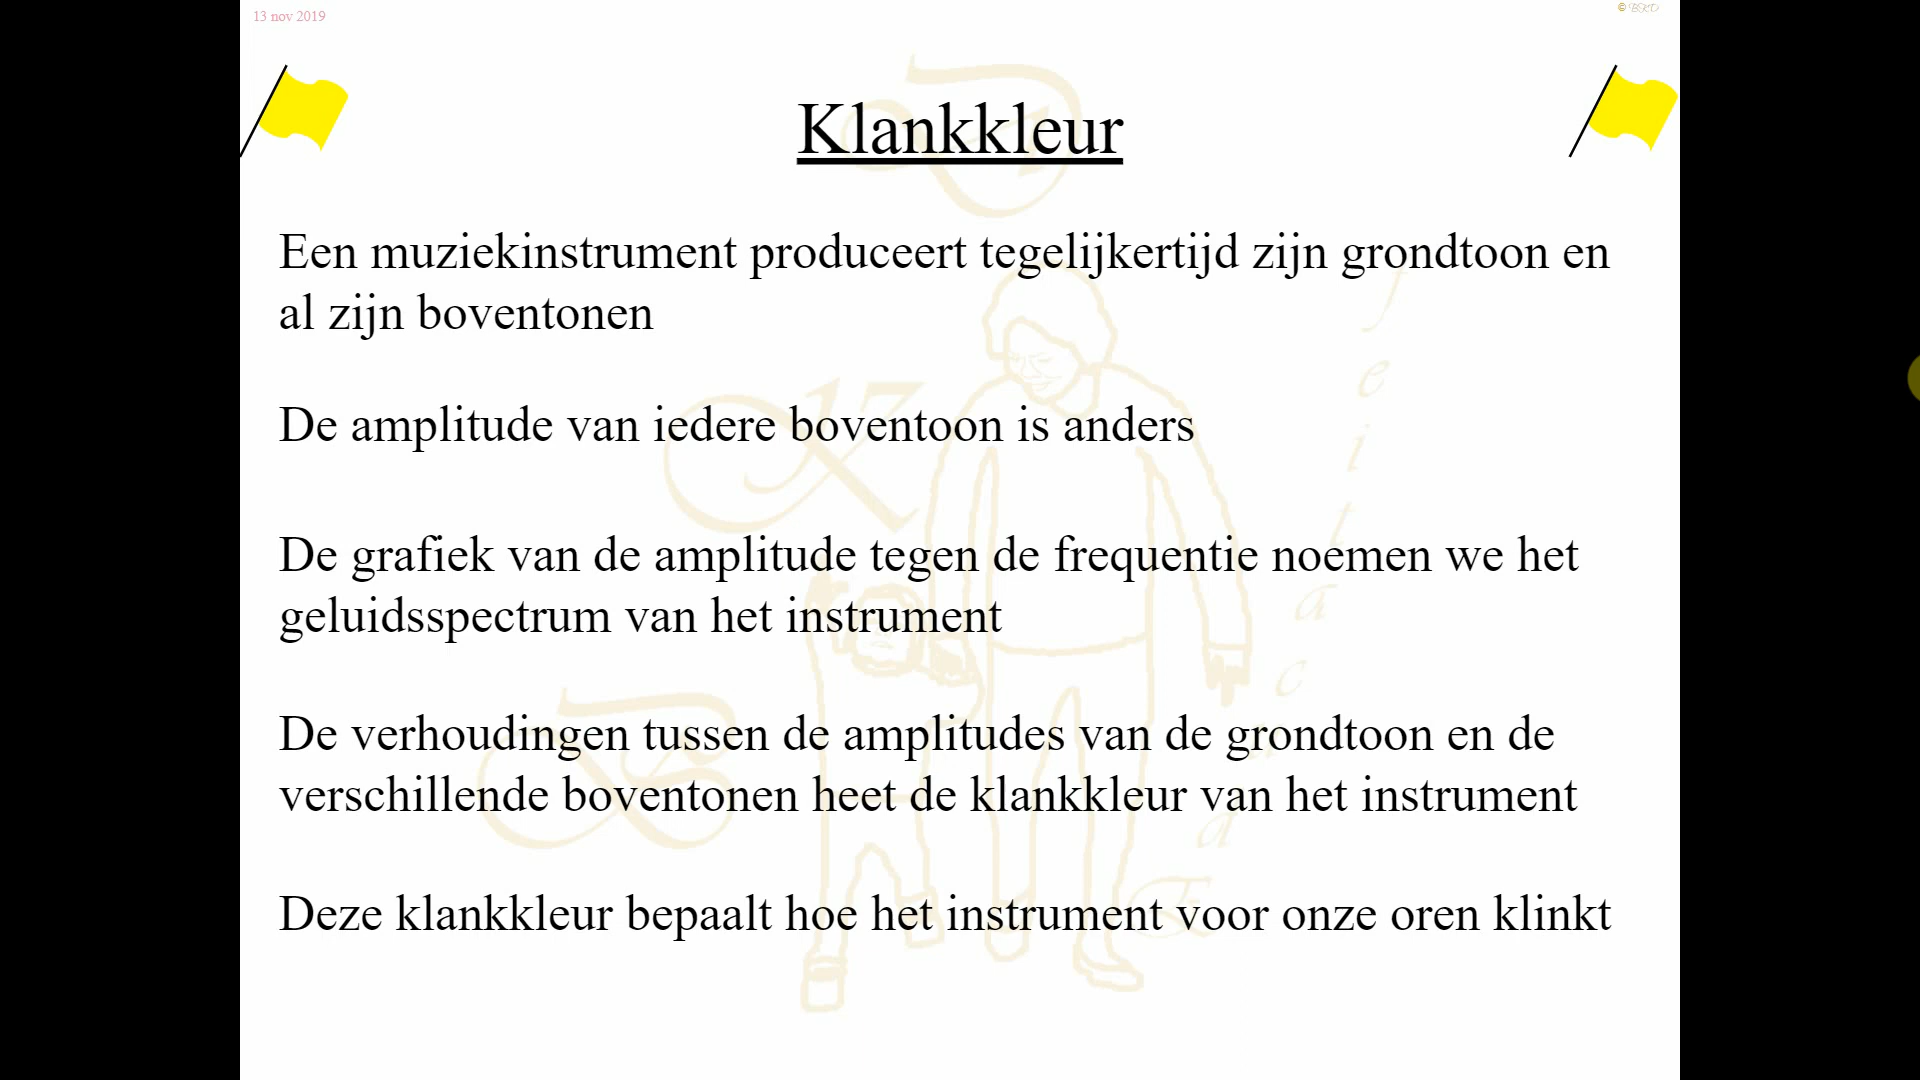 13 nov 2019
© BKD
Klankkleur
Een muziekinstrument produceert tegelijkertijd zijn grondtoon en
al zijn boventonen
De amplitude van iedere boventoon is anders
De grafiek van de amplitude tegen de frequentie noemen we het
geluidsspectrum van het instrument
De verhoudingen tussen de amplitudes van de grondtoon en de
verschillende boventonen heet de klankkleur van het instrument
Deze klankkleur bepaalt hoe het instrument voor onze oren klinkt